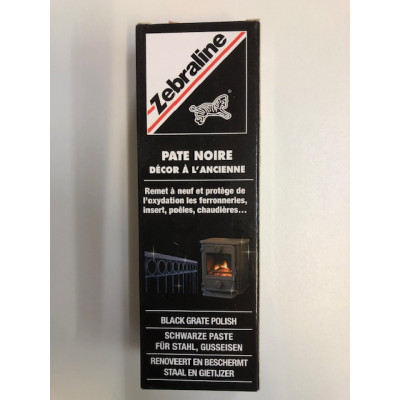 Zebraline
PATE NOIRE
DÉCOR À L'ANCIENNE
Remet à neuf et protège de
l'oxydation les ferronneries,
insert, poêles, chaudières...
BLACK GRATE POLISH
SCHWARZE PASTE
FÜR STAHL, GUSSEISEN
RENOVEERT EN BESCHERMT
STAAL EN GIETIJZER